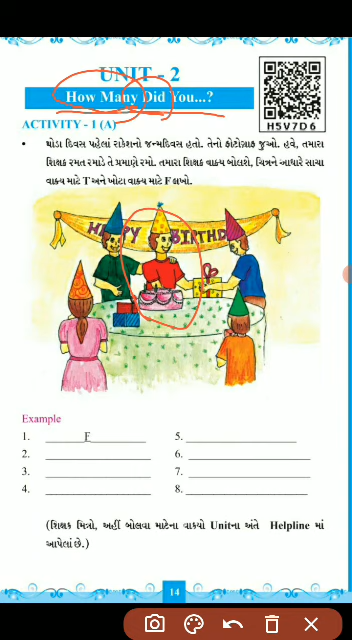 UNIT - 2
How Many Did You...?
H5V7D6
ACTIVITY - 1 (A)
• થોડા દિવસ પહેલાં રાકેશનો જન્મદિવસ હતો. તેનો ફોટોગ્રાફ જુઓ. હવે, તમારા
શિક્ષક રમત રમાડે તે પ્રમાણે રમો. તમારા શિક્ષક વાક્ય બોલશે, ચિત્રને આધારે સાચા
વાક્ય માટે T અને ખોટા વાક્ય માટે F લખો.
HAPPY BIRTHD
Example
1. F 5.
2. 6.
3. 7.
4. 8.
(શિક્ષક મિત્રો, અહીં બોલવા માટેના વાક્યો Unitના અંતે Helpline માં
આપેલાં છે.)
14